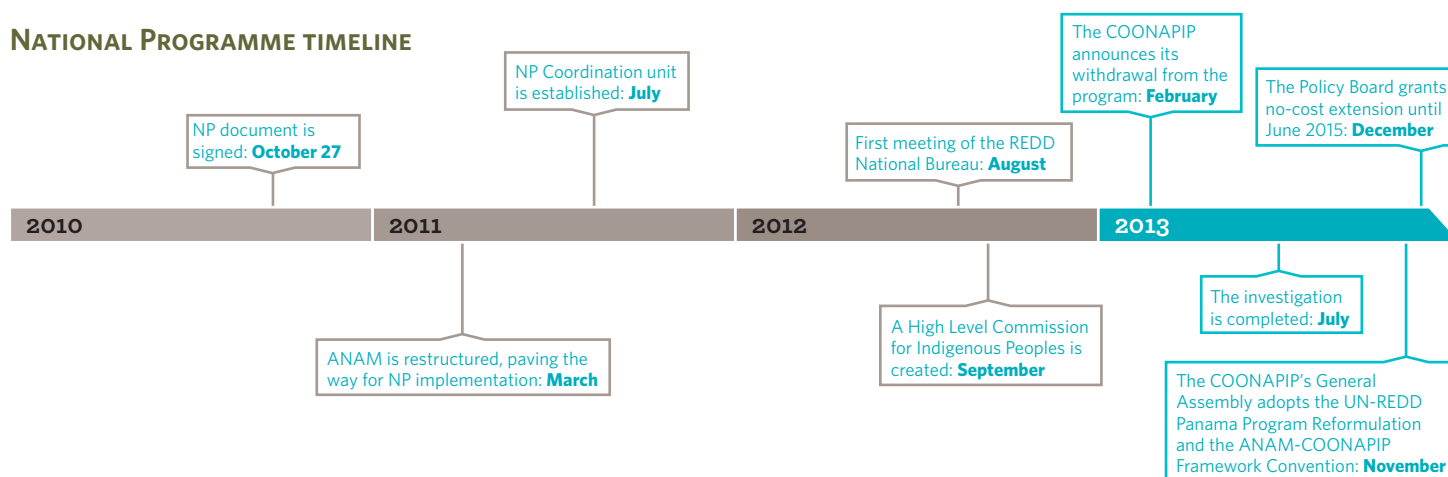 NATIONAL PROGRAMME TIMELINE
NP document is
signed: October 27
NP Coordination unit
is established: July
First meeting of the REDD
National Bureau: August
The COONAPIP
announces its
withdrawal from the
program: February
The Policy Board grants
no-cost extension until
June 2015: December
2010
2011
2012
2013
ANAM is restructured, paving the
way for NP implementation: March
A High Level Commission
for Indigenous Peoples is
created: September
The investigation
is completed: July
The COONAPIP’s General
Assembly adopts the UN-REDD
Panama Program Reformulation
and the ANAM-COONAPIP
Framework Convention: November